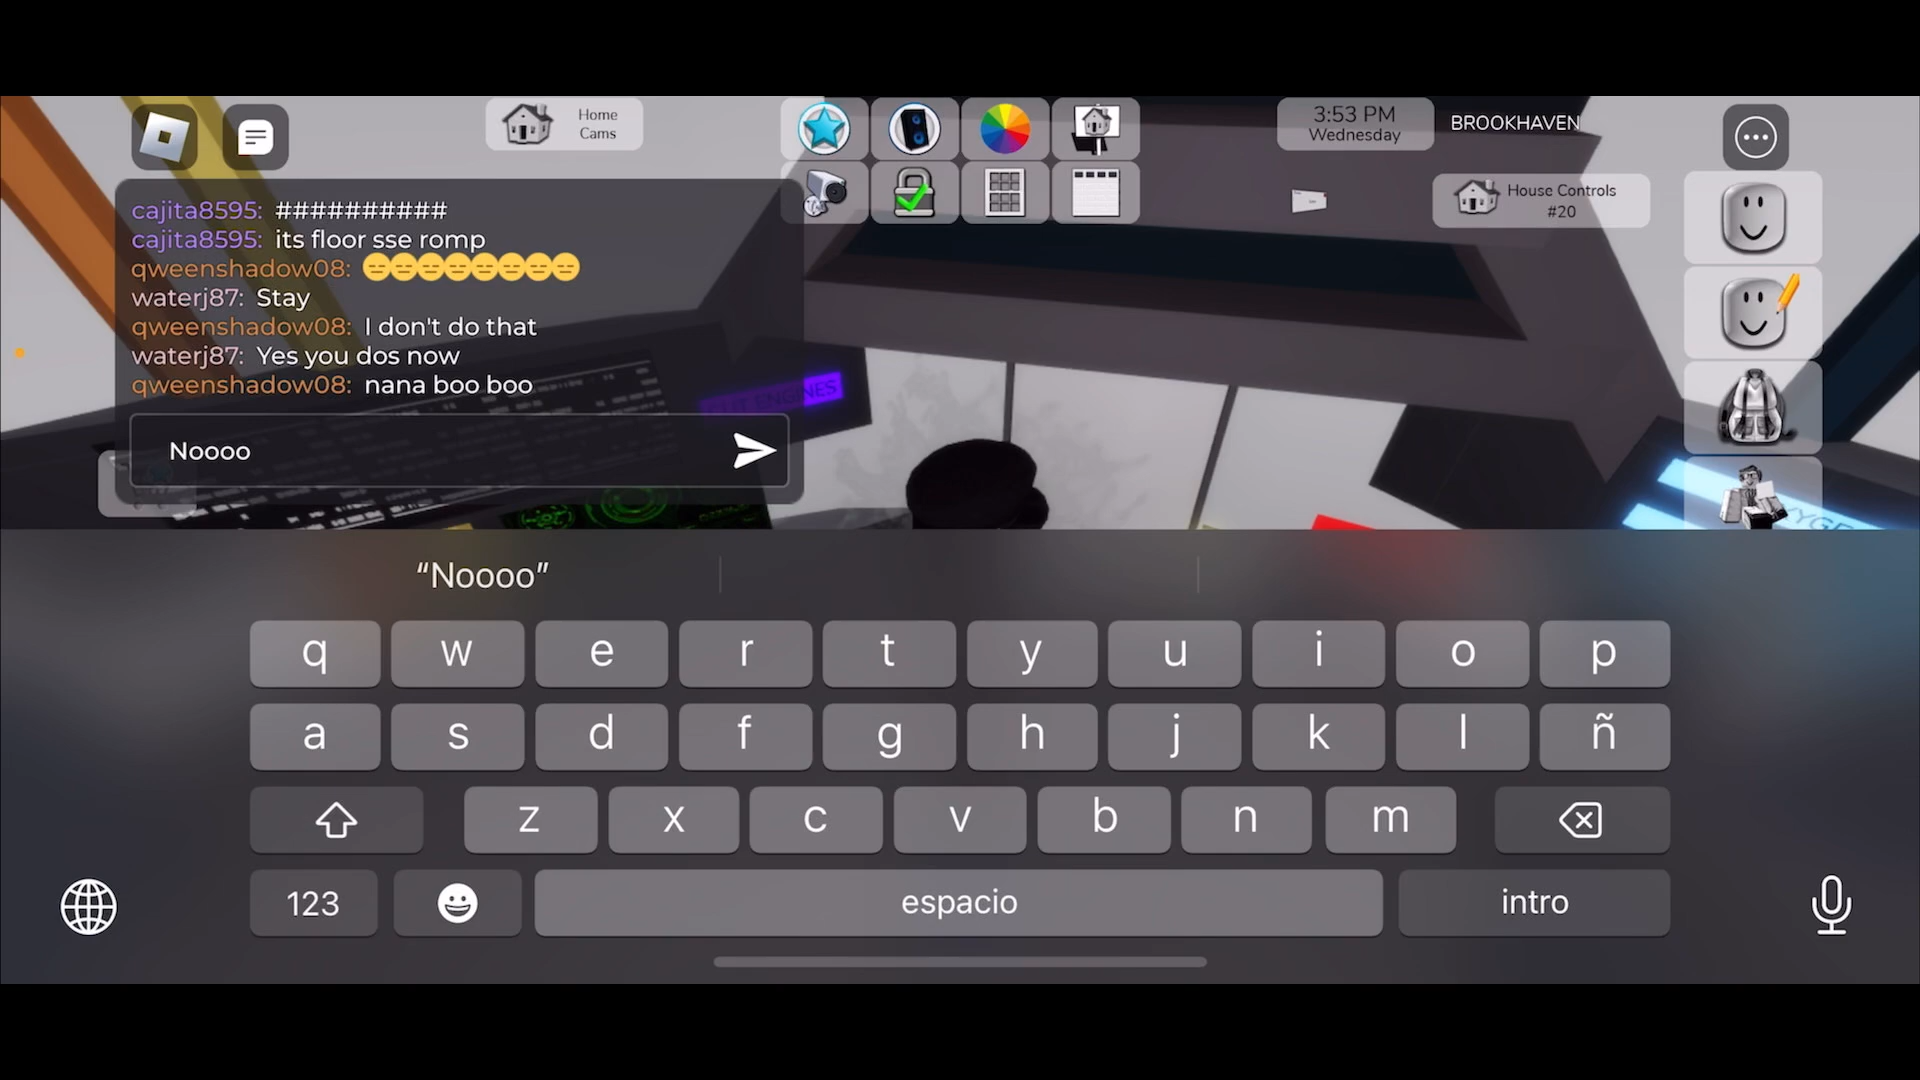 Home
Cams
3:53 PM
Wednesday
BROOKHAVEN
House Controls
#20
cajita8595: ##########
cajita8595: its floor sse romp
qweenshadow08: 😑😑😑😑😑😑😑😑
waterj87: Stay
qweenshadow08: I don't do that
waterj87: Yes you dos now
qweenshadow08: nana boo boo
ENGINES
Noooo
“Noooo”
q w e r t y u i o p
a s d f g h j k l ñ
z x c v b n m
123 espacio intro